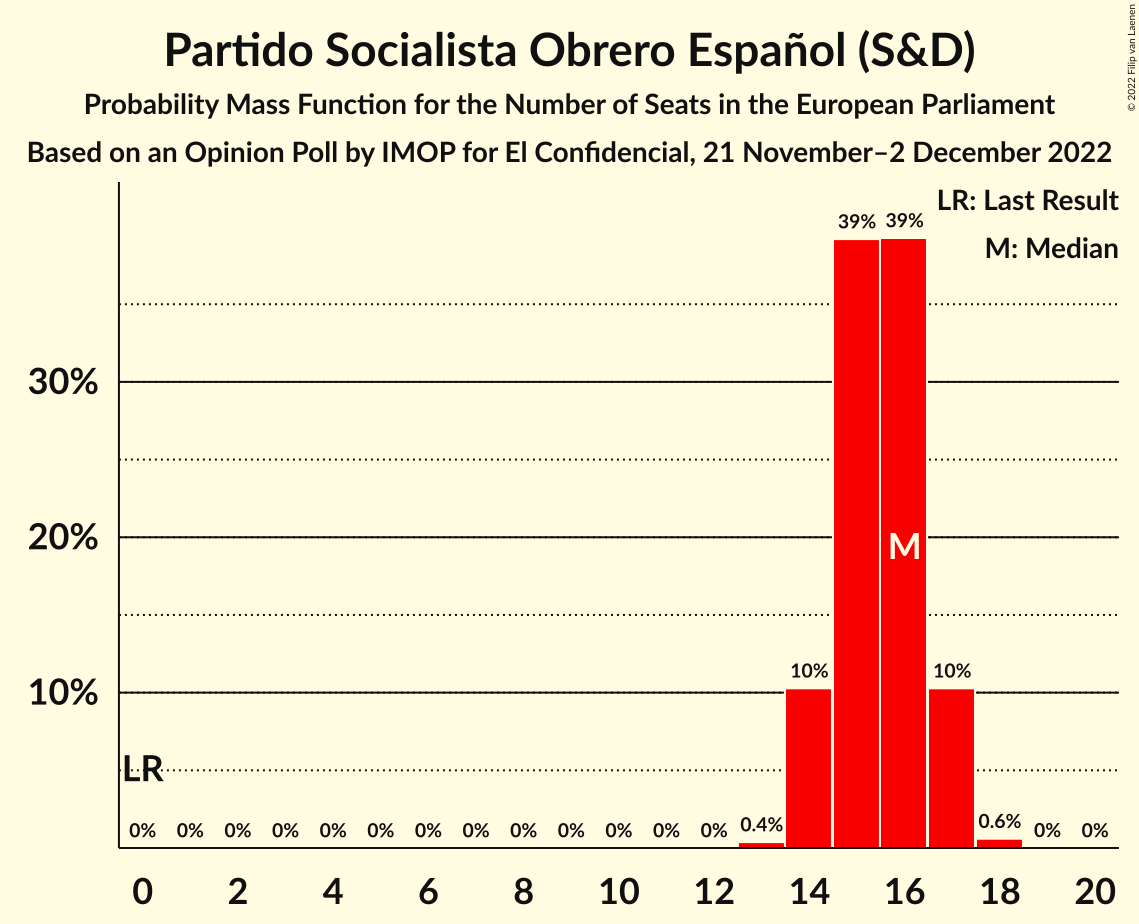 Partido Socialista Obrero Español (S&D)
Probability Mass Function for the Number of Seats in the European Parliament
Based on an Opinion Poll by IMOP for El Confidencial, 21 November–2 December 2022
© 2022 Filip van Laenen
LR: Last Result
M: Median
39% 39%
30%
20%
M
10% 10%
10%
LR
0% 0% 0% 0% 0% 0% 0% 0% 0% 0% 0% 0% 0% 0.4% 0.6% 0% 0%
0 2 4 6 8 10 12 14 16 18 20